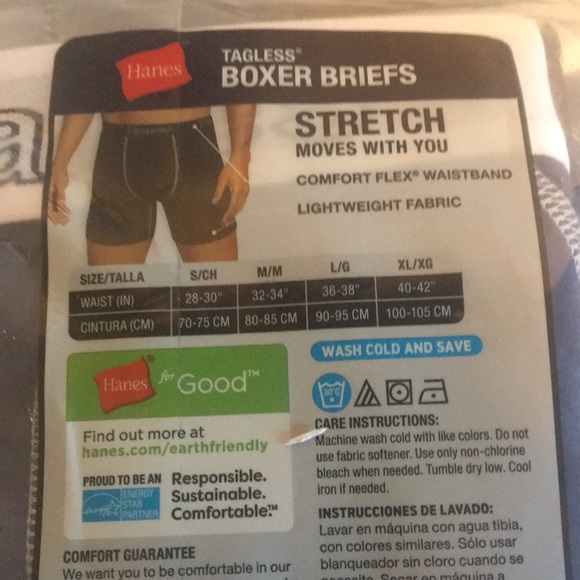 Hanes
TAGLESS®
BOXER BRIEFS
STRETCH
MOVES WITH YOU
COMFORT FLEX® WAISTBAND
LIGHTWEIGHT FABRIC
SIZE/TALLA S/CH M/M L/G XL/XG
WAIST (IN) 28-30" 32-34" 36-38" 40-42"
CINTURA (CM) 70-75 CM 80-85 CM 90-95 CM 100-105 CM
WASH COLD AND SAVE
30°C
Hanes for Good™
Find out more at
hanes.com/earthfriendly
PROUD TO BE AN
ENERGY
STAR
PARTNER
Responsible.
Sustainable.
Comfortable.™
CARE INSTRUCTIONS:
Machine wash cold with like colors. Do not
use fabric softener. Use only non-chlorine
bleach when needed. Tumble dry low. Cool
iron if needed.
INSTRUCCIONES DE LAVADO:
Lavar en máquina con agua tibia,
con colores similares. Sólo usar
blanqueador sin cloro cuando se
necesite. Secar en máquina a
COMFORT GUARANTEE
We want you to be comfortable in our